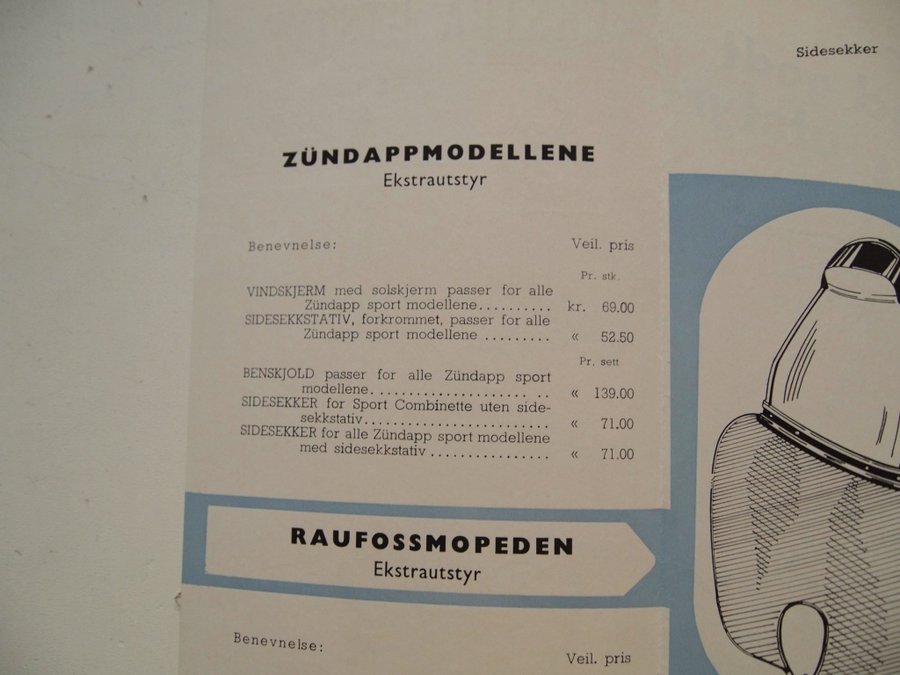 Sidesekker
ZÜNDAPPMODELLENE
Ekstrautstyr
Benevnelse: Veil. pris
Pr. stk.
VINDSKJERM med solskjerm passer for alle
Zündapp sport modellene.......... kr. 69.00
SIDESEKKSTATIV, forkrommet, passer for alle
Zündapp sport modellene ......... « 52.50
Pr. sett
BENSKJOLD passer for alle Zündapp sport
modellene...................... .. « 139.00
SIDESEKKER for Sport Combinette uten side-
sekkstativ.......................... « 71.00
SIDESEKKER for alle Zündapp sport modellene
med sidesekkstativ ................ « 71.00
RAUFOSSMOPEDEN
Ekstrautstyr
Benevnelse: Veil. pris